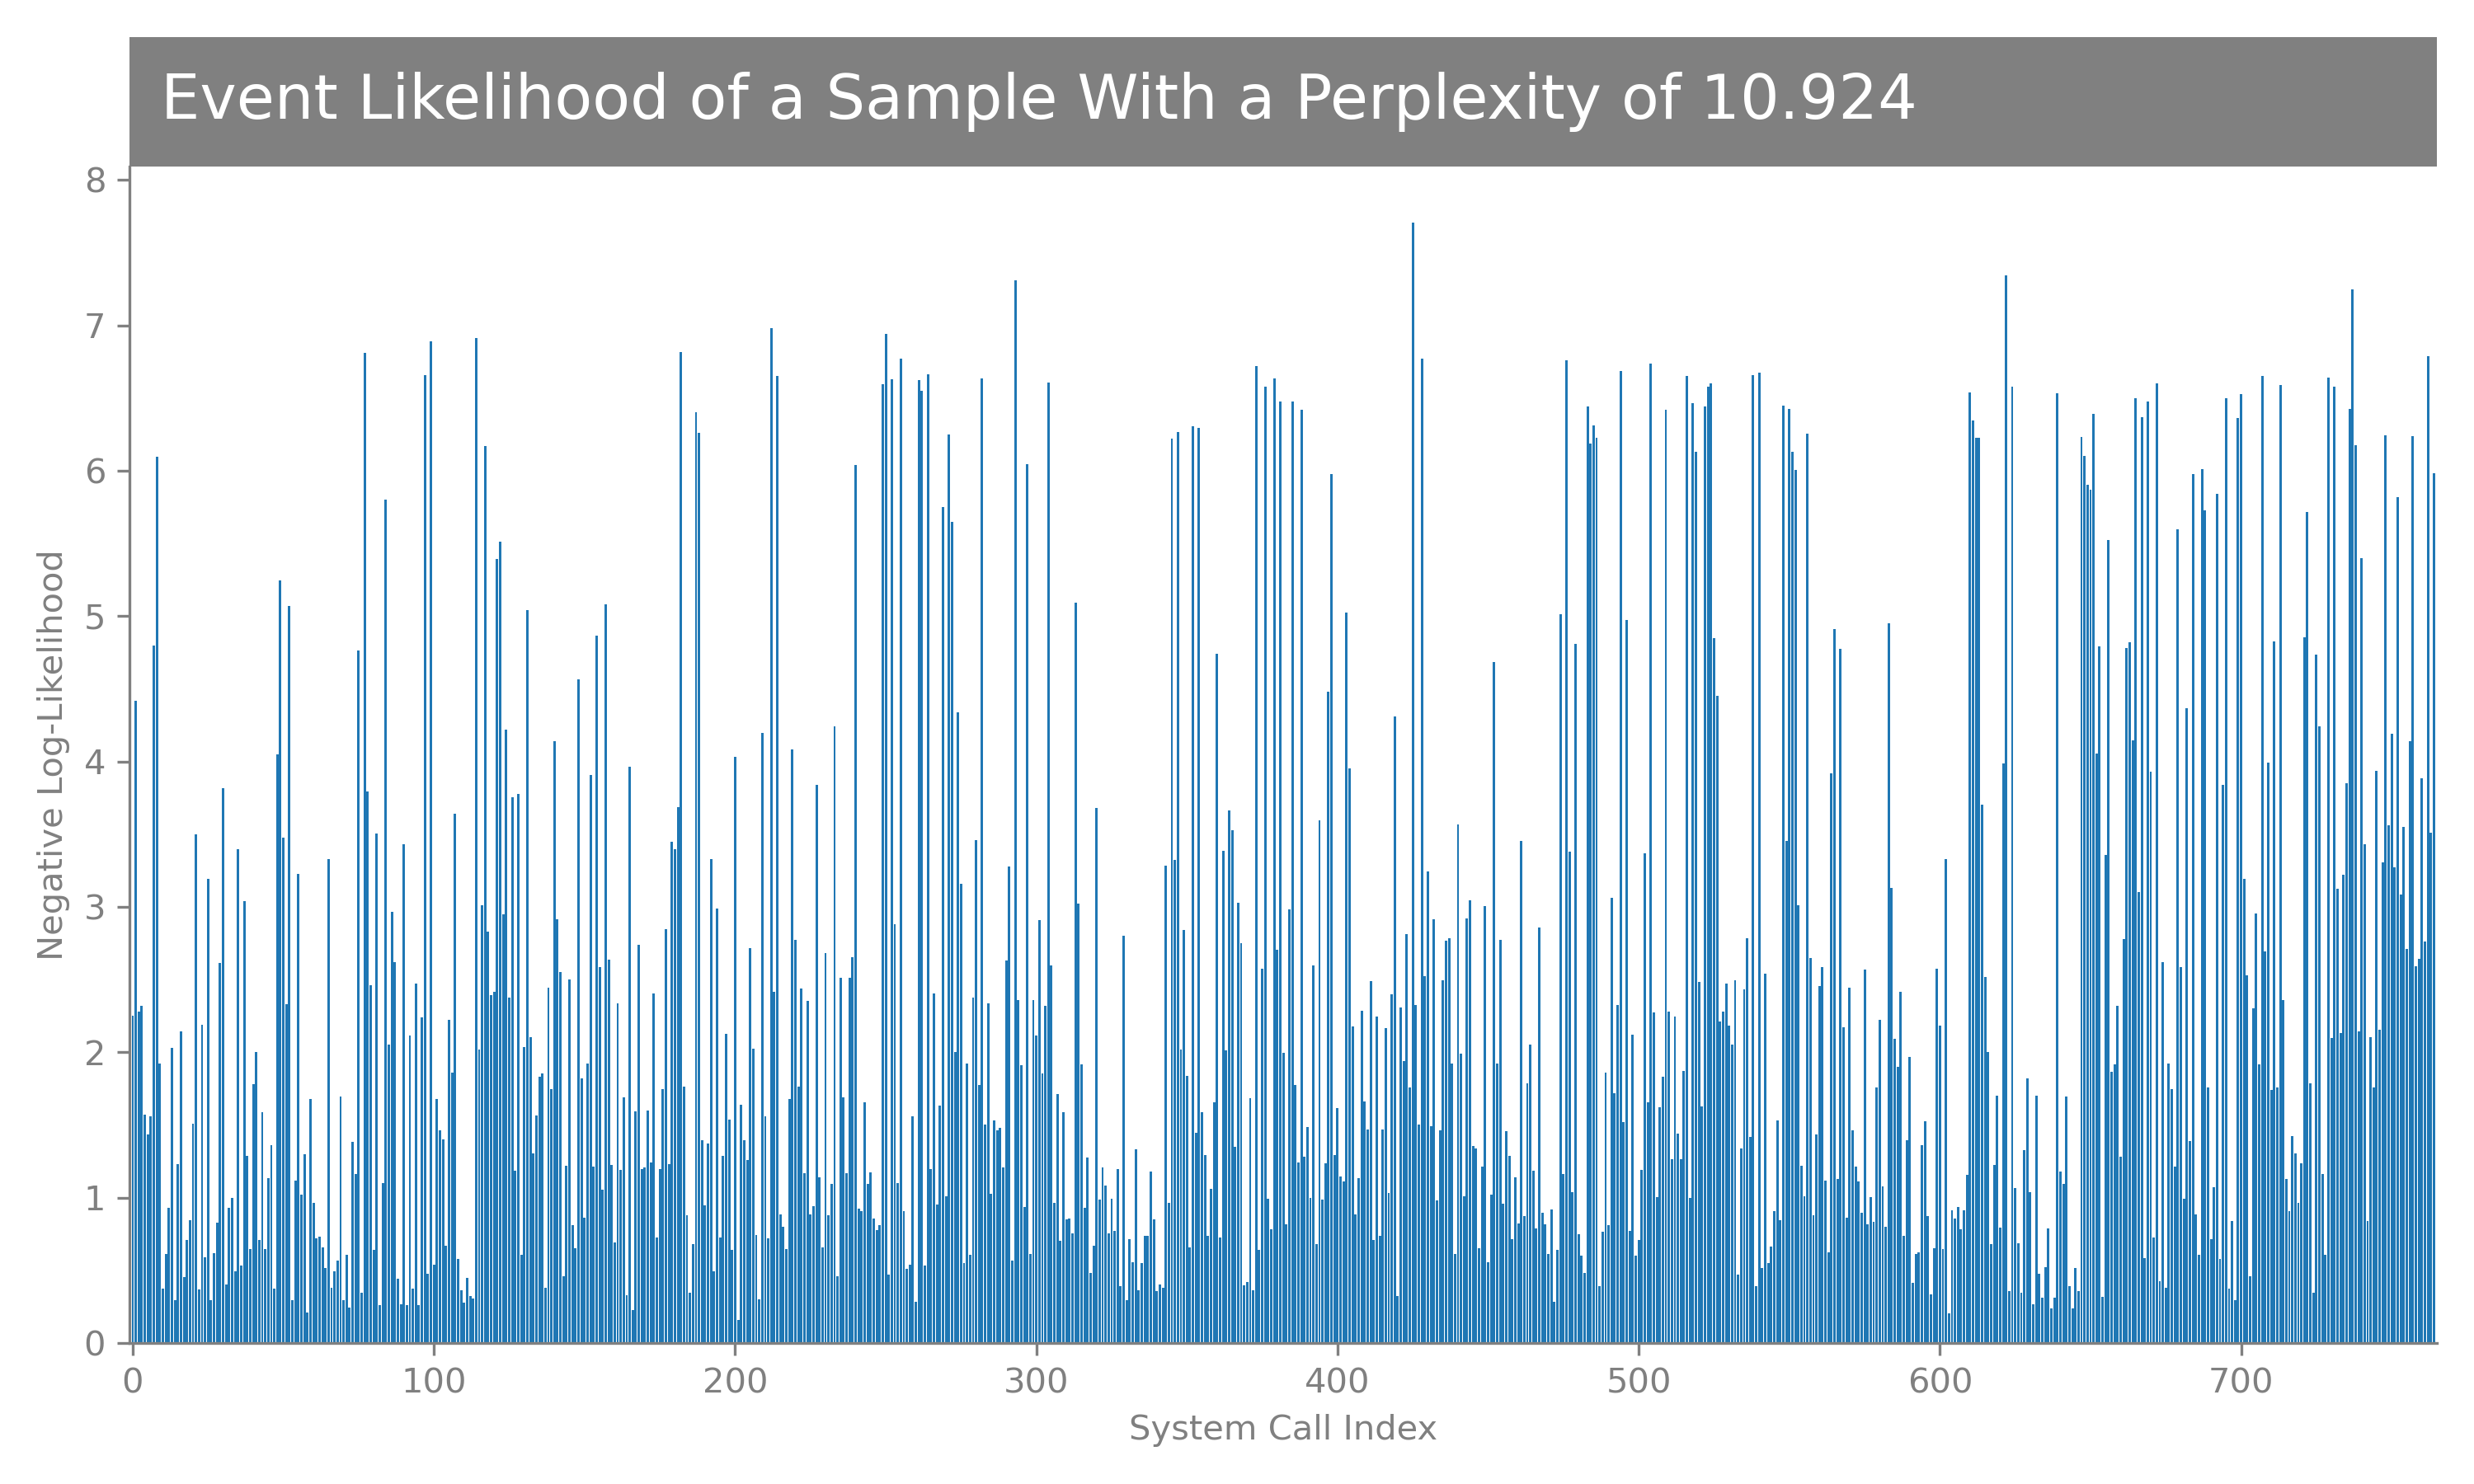 Event Likelihood of a Sample With a Perplexity of 10.924
8
7
6
5
4
3
2
1
0
Negative Log-Likelihood
0 100 200 300 400 500 600 700
System Call Index